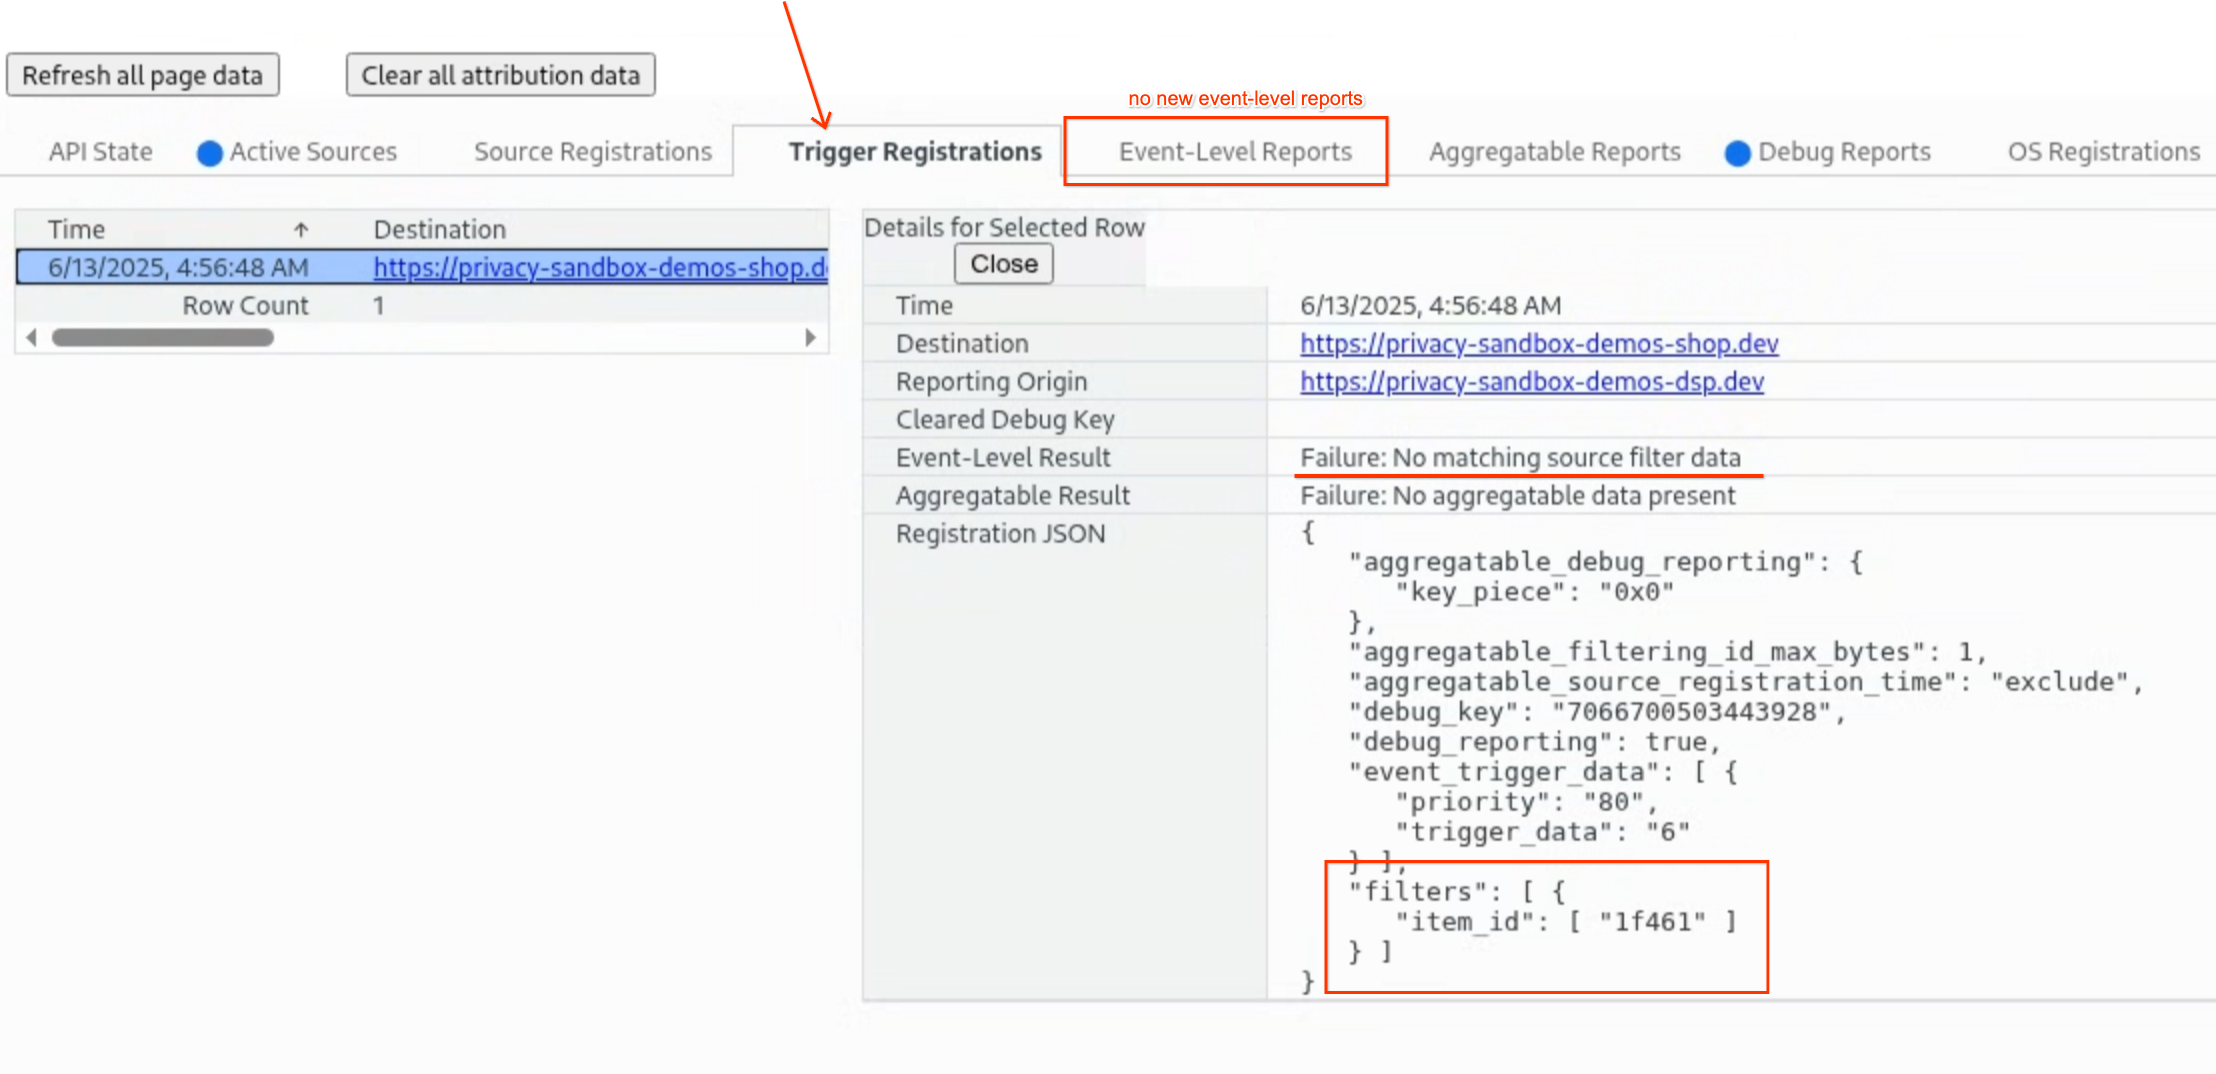 Refresh all page data
Clear all attribution data
no new event-level reports
API State
Active Sources
Source Registrations
Trigger Registrations
Event-Level Reports
Aggregatable Reports
Debug Reports
OS Registrations
Time ↑ Destination
6/13/2025, 4:56:48 AM https://privacy-sandbox-demos-shop.d
Row Count 1
Details for Selected Row
Close
Time 6/13/2025, 4:56:48 AM
Destination https://privacy-sandbox-demos-shop.dev
Reporting Origin https://privacy-sandbox-demos-dsp.dev
Cleared Debug Key
Event-Level Result Failure: No matching source filter data
Aggregatable Result Failure: No aggregatable data present
Registration JSON {
"aggregatable_debug_reporting": {
"key_piece": "0x0"
},
"aggregatable_filtering_id_max_bytes": 1,
"aggregatable_source_registration_time": "exclude",
"debug_key": "7066700503443928",
"debug_reporting": true,
"event_trigger_data": [ {
"priority": "80",
"trigger_data": "6"
} ],
"filters": [ {
"item_id": [ "1f461" ]
} ]
}